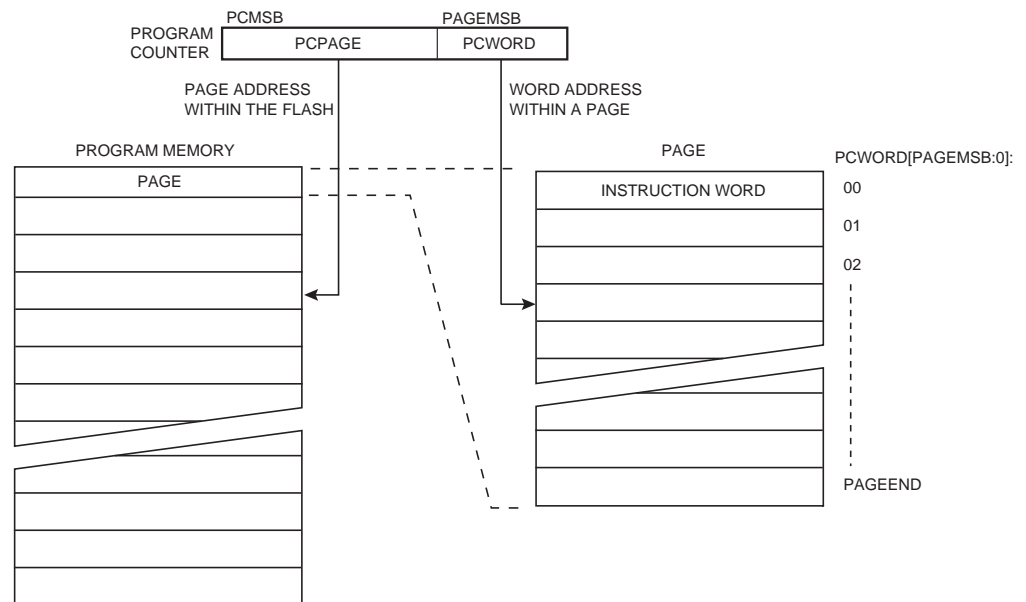 PCMSB
PAGEMSB
PROGRAM
COUNTER
PCPAGE
PCWORD
PAGE ADDRESS
WITHIN THE FLASH
WORD ADDRESS
WITHIN A PAGE
PROGRAM MEMORY
PAGE
PAGE
PCWORD[PAGEMSB:0]:
INSTRUCTION WORD
00
01
02
PAGEEND